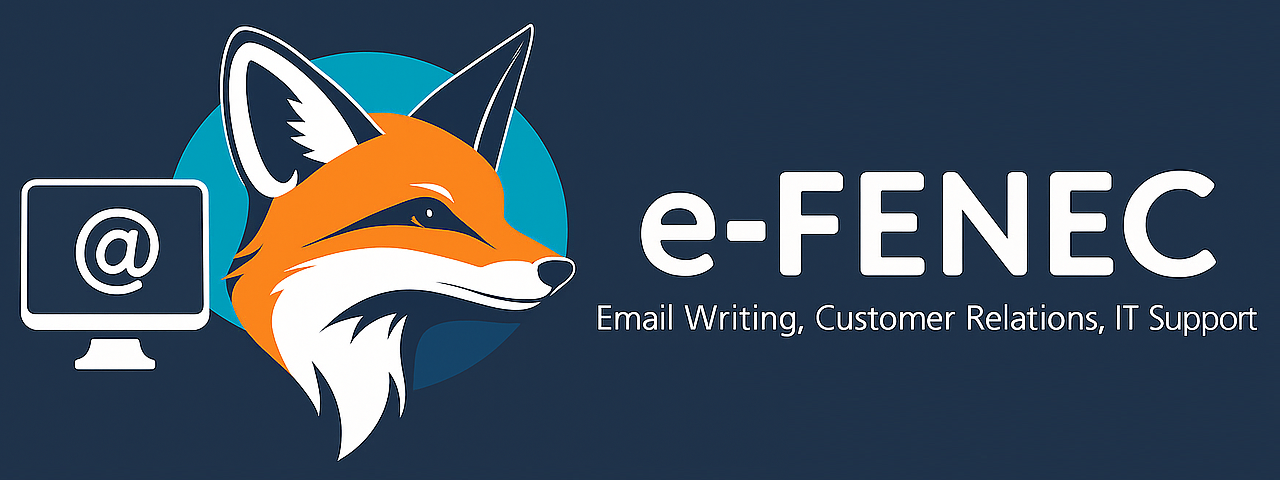 @
e-FENEC
Email Writing, Customer Relations, IT Support